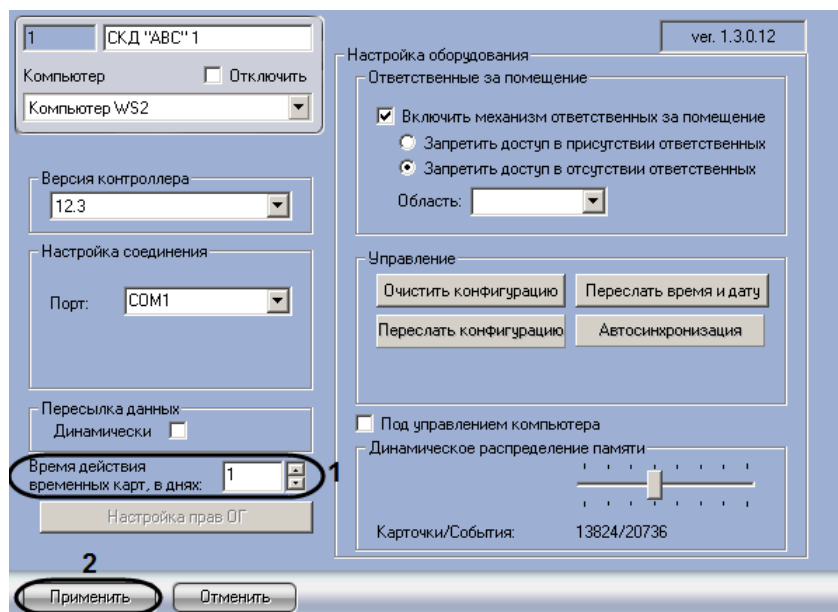 1
СКД "ABC" 1
Компьютер
Отключить
Компьютер WS2
Версия контроллера
12.3
Настройка соединения
Порт:
COM1
Пересылка данных
Динамически
Время действия
временных карт, в днях:
1
1
Настройка прав ОГ
2
Применить
Отменить
ver. 1.3.0.12
Настройка оборудования
Ответственные за помещение
Включить механизм ответственных за помещение
Запретить доступ в присутствии ответственных
Запретить доступ в отсутствии ответственных
Область:
Управление
Очистить конфигурацию
Переслать время и дату
Переслать конфигурацию
Автосинхронизация
Под управлением компьютера
Динамическое распределение памяти
Карточки/События:
13824/20736